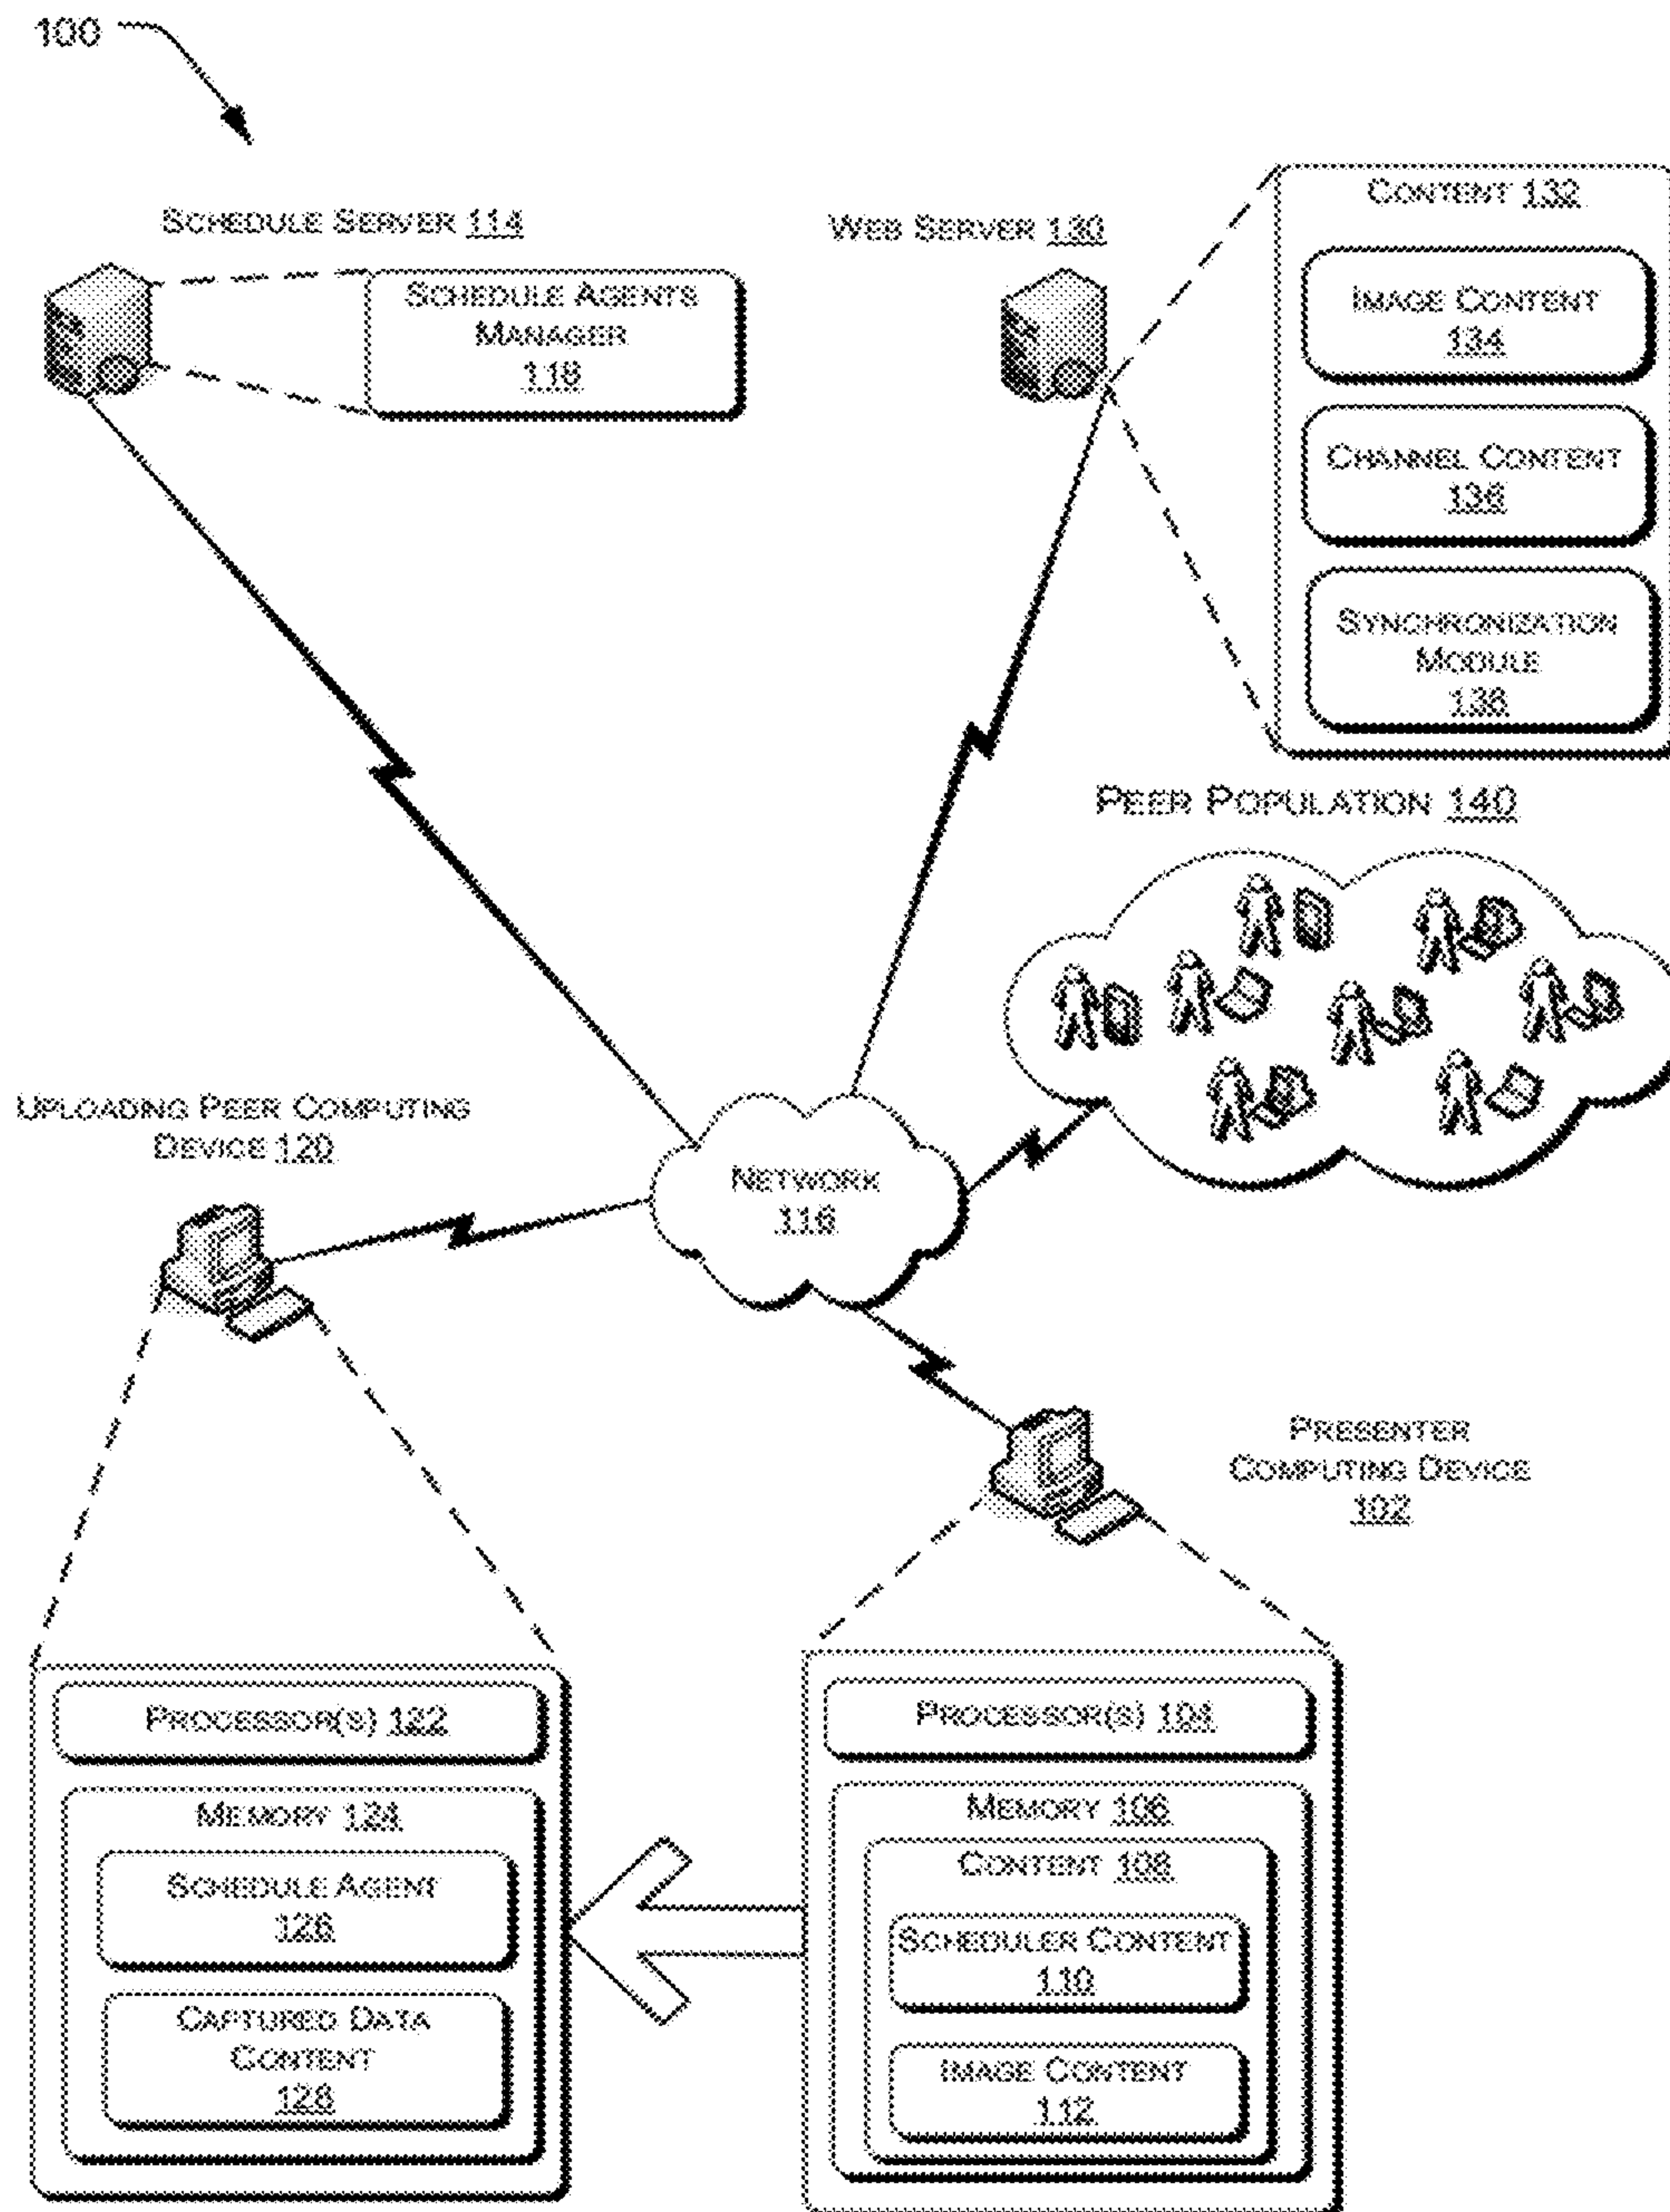 100
SCHEDULE SERVER 114
SCHEDULE AGENTS
MANAGER
118
WEB SERVER 130
CONTENT 132
IMAGE CONTENT
134
CHANNEL CONTENT
136
SYNCHRONIZATION
MODULE
138
PEER POPULATION 140
UPLOADING PEER COMPUTING
DEVICE 120
NETWORK
116
PRESENTER
COMPUTING DEVICE
102
PROCESSOR(S) 122
MEMORY 124
SCHEDULE AGENT
126
CAPTURED DATA
CONTENT
128
PROCESSOR(S) 104
MEMORY 106
CONTENT 108
SCHEDULER CONTENT
110
IMAGE CONTENT
112